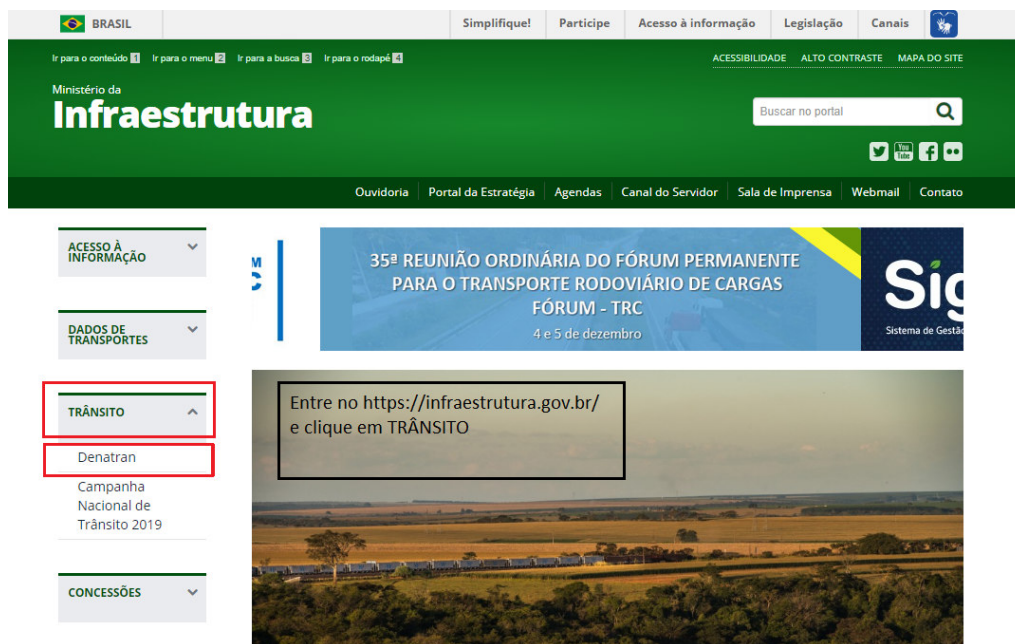 BRASIL
Simplifique! Participe Acesso à informação Legislação Canais
Ir para o conteúdo 1 Ir para o menu 2 Ir para a busca 3 Ir para o rodapé 4
ACESSIBILIDADE ALTO CONTRASTE MAPA DO SITE
Ministério da
Infraestrutura
Buscar no portal
You Tube
Ouvidoria Portal da Estratégia Agendas Canal do Servidor Sala de Imprensa Webmail Contato
ACESSO À
INFORMAÇÃO
DADOS DE
TRANSPORTES
TRÂNSITO
Denatran
Campanha
Nacional de
Trânsito 2019
CONCESSÕES
M
C
35ª REUNIÃO ORDINÁRIA DO FÓRUM PERMANENTE
PARA O TRANSPORTE RODOVIÁRIO DE CARGAS
FÓRUM - TRC
4 e 5 de dezembro
Sig
Sistema de Gestão
Entre no https://infraestrutura.gov.br/
e clique em TRÂNSITO